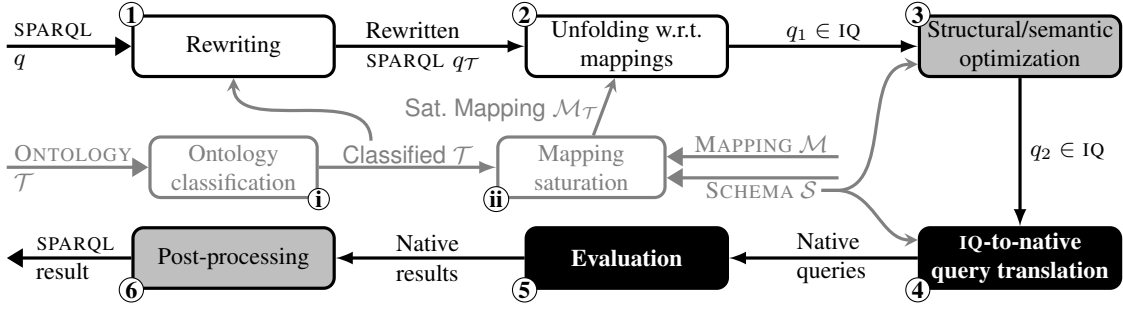 1
SPARQL
q
Rewriting
Rewritten
SPARQL q𝒯
2
Unfolding w.r.t.
mappings
q₁ ∈ IQ
3
Structural/semantic
optimization
Sat. Mapping ℳ𝒯
ONTOLOGY
𝒯
Ontology
classification
i
Classified 𝒯
Mapping
saturation
ii
MAPPING ℳ
SCHEMA 𝒮
q₂ ∈ IQ
SPARQL
result
Post-processing
6
Native
results
Evaluation
5
Native
queries
IQ-to-native
query translation
4